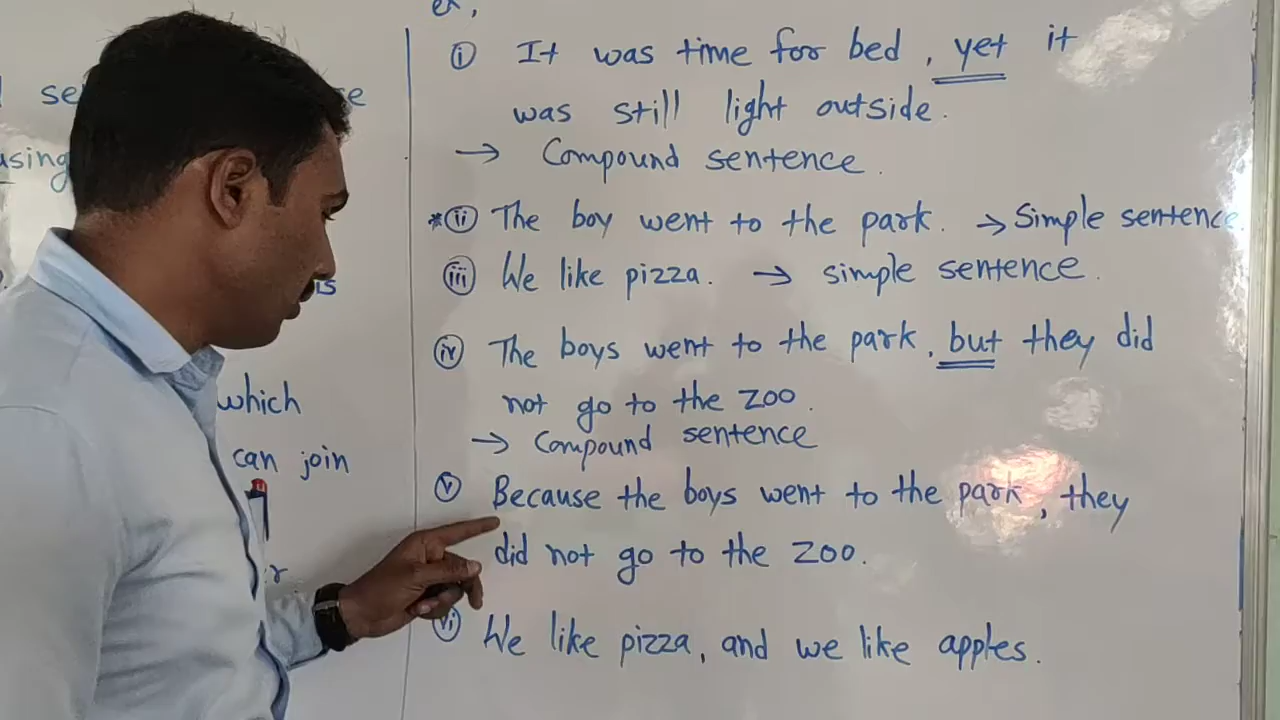 se
e
using
is
which
can join
r
ex,
i It was time for bed, yet it
was still light outside.
→ Compound sentence.
*ii The boy went to the park. → Simple sentence.
iii We like pizza. → simple sentence.
iv The boys went to the park, but they did
not go to the zoo.
→ Compound sentence
v Because the boys went to the park, they
did not go to the zoo.
vi We like pizza, and we like apples.